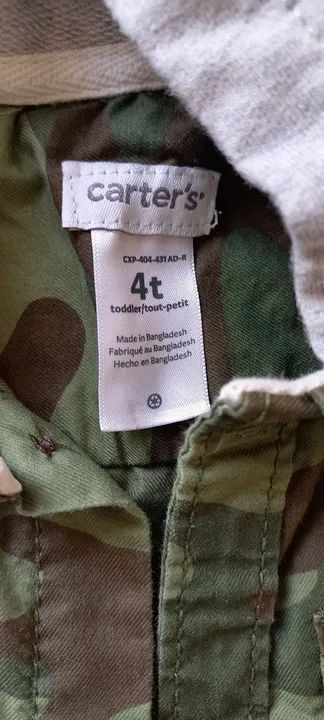 carter's
CXP-404-431 AD-R
4t
toddler/tout-petit
Made in Bangladesh
Fabriqué au Bangladesh
Hecho en Bangladesh